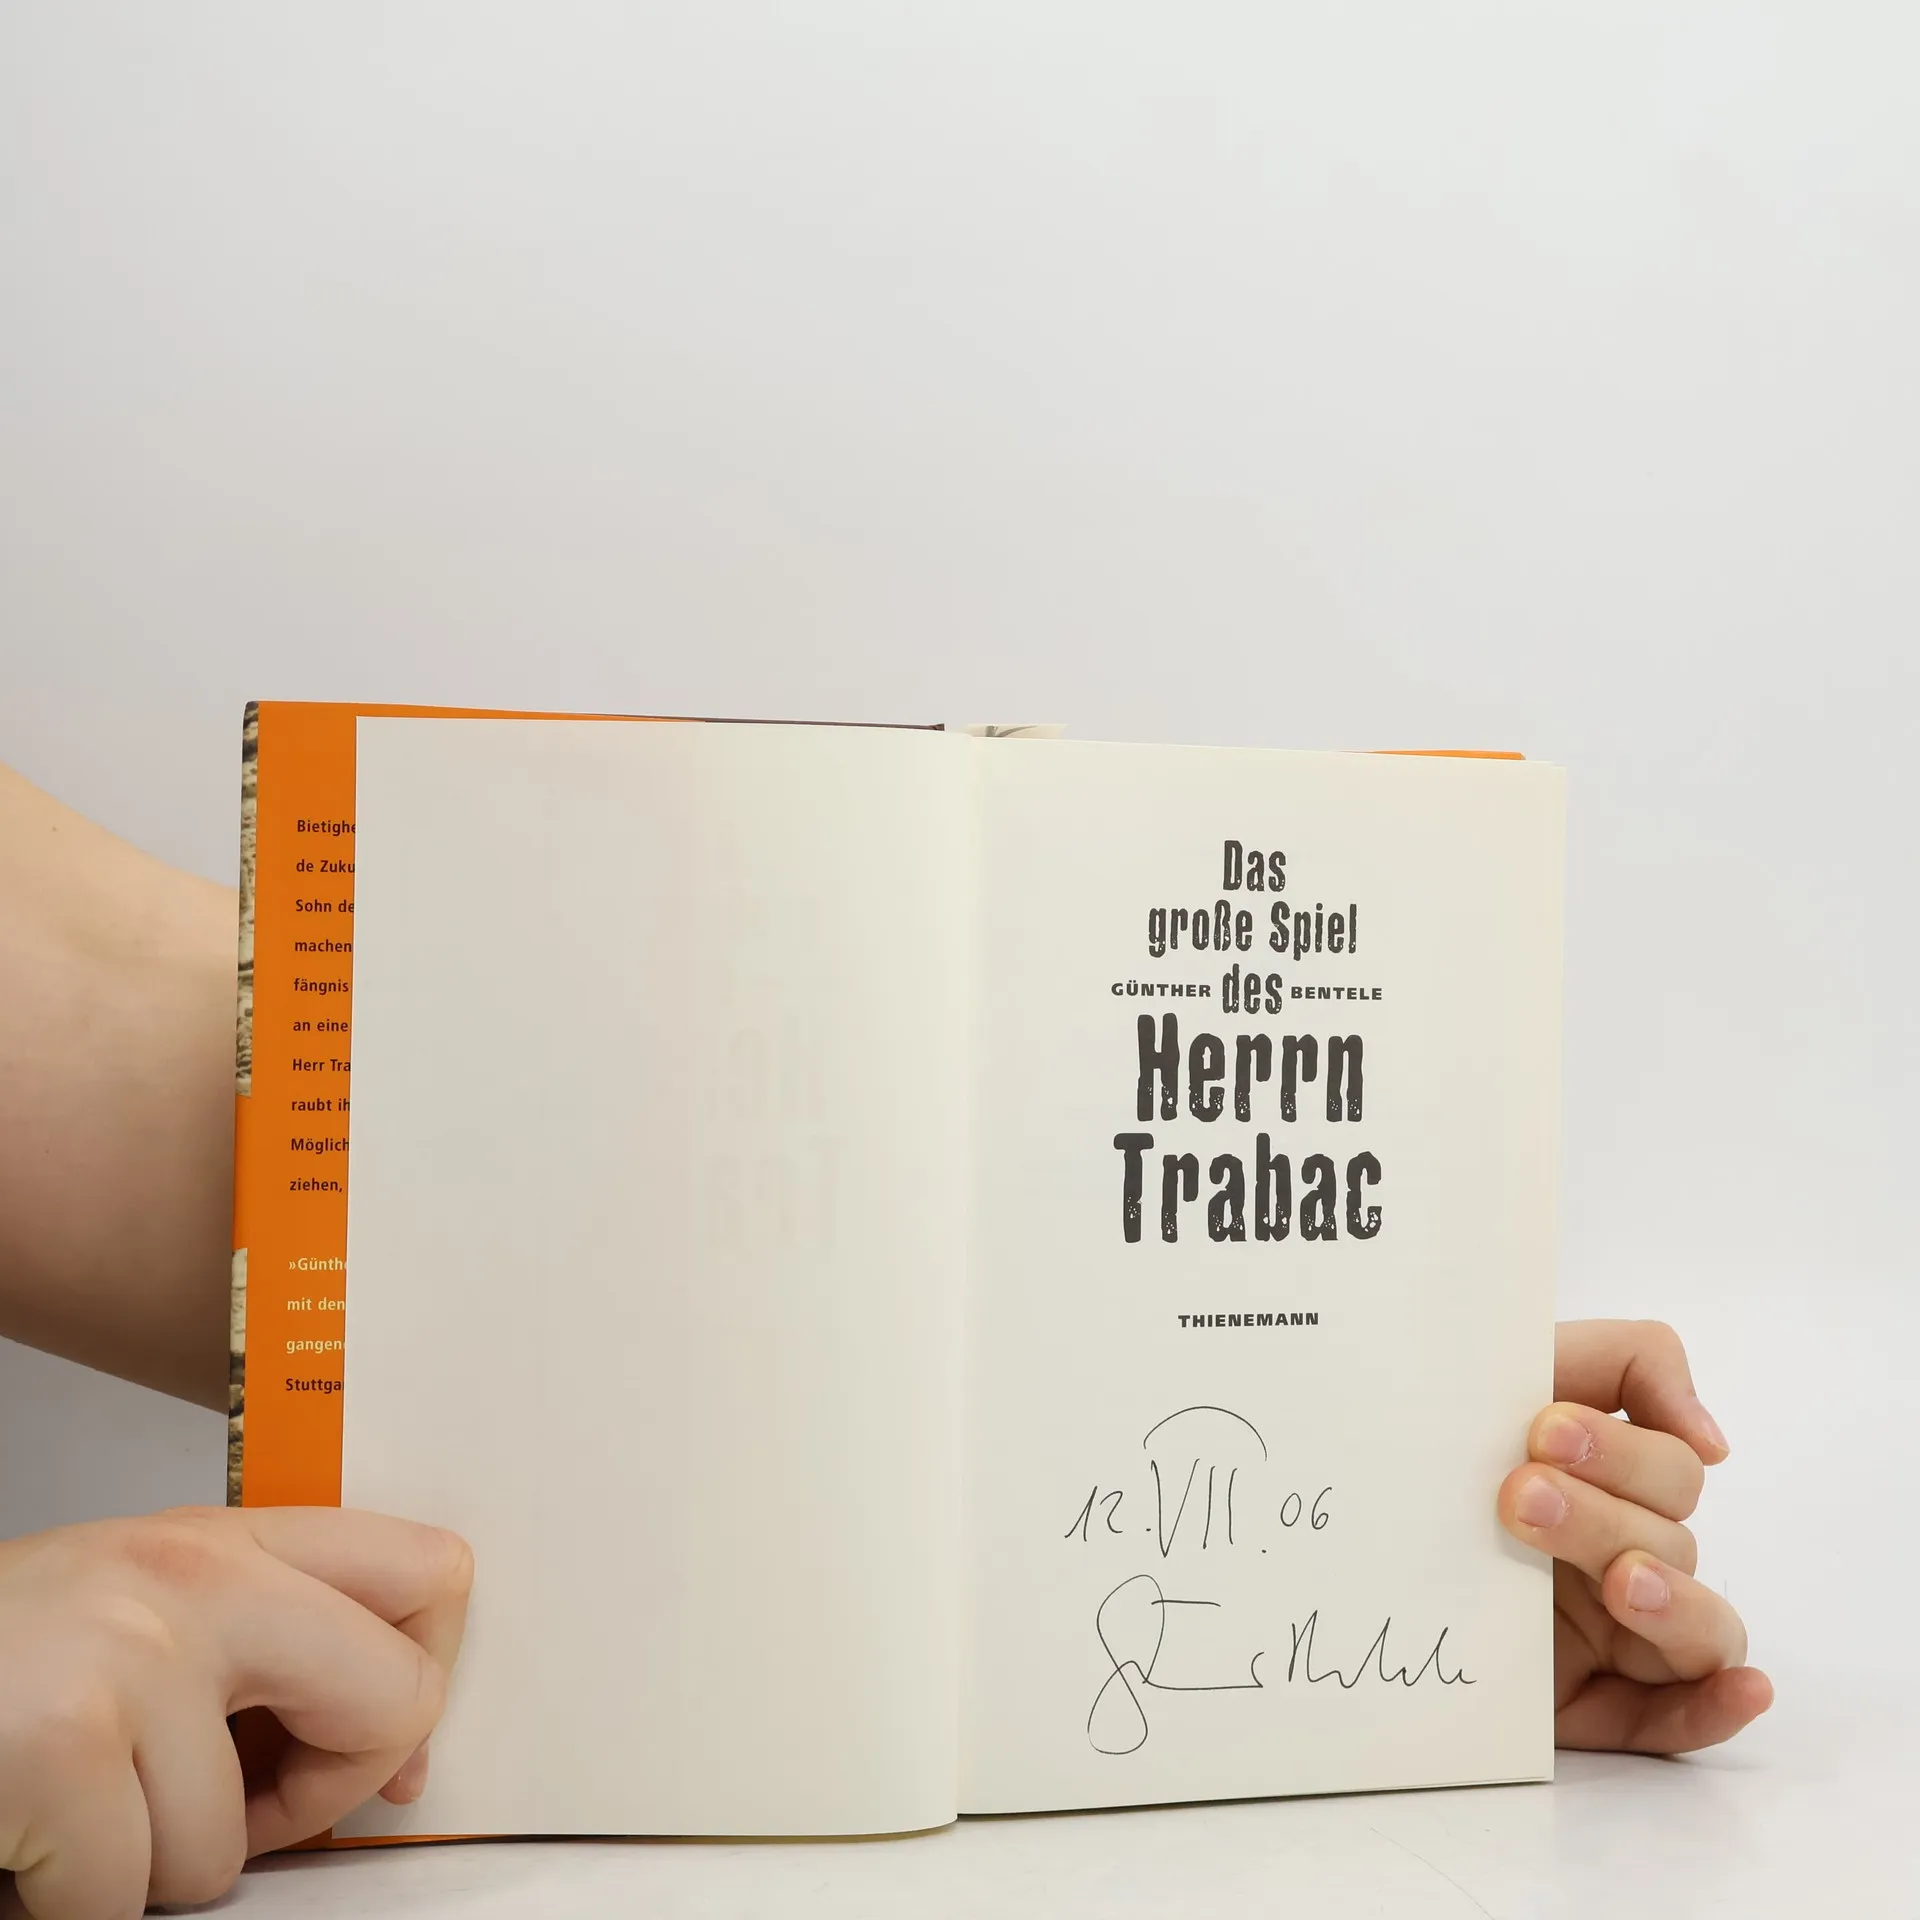 Bietighe
de Zuku
Sohn de
machen
fängnis
an eine
Herr Tra
raubt ih
Möglich
ziehen,
»Günthe
mit den
gangen
Stuttga
Das
große Spiel
GÜNTHER des BENTELE
Herrn
Trabac
THIENEMANN
12.VII.06